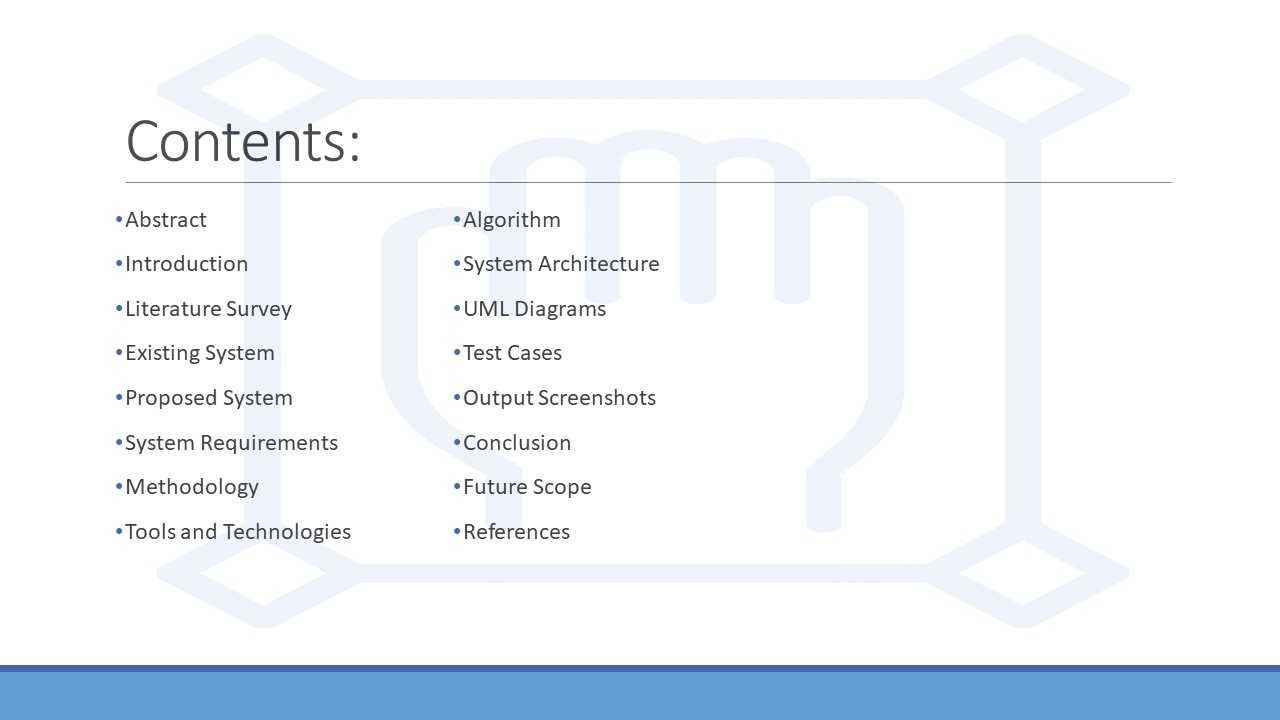 Contents:
•Abstract
•Introduction
•Literature Survey
•Existing System
•Proposed System
•System Requirements
•Methodology
•Tools and Technologies
•Algorithm
•System Architecture
•UML Diagrams
•Test Cases
•Output Screenshots
•Conclusion
•Future Scope
•References